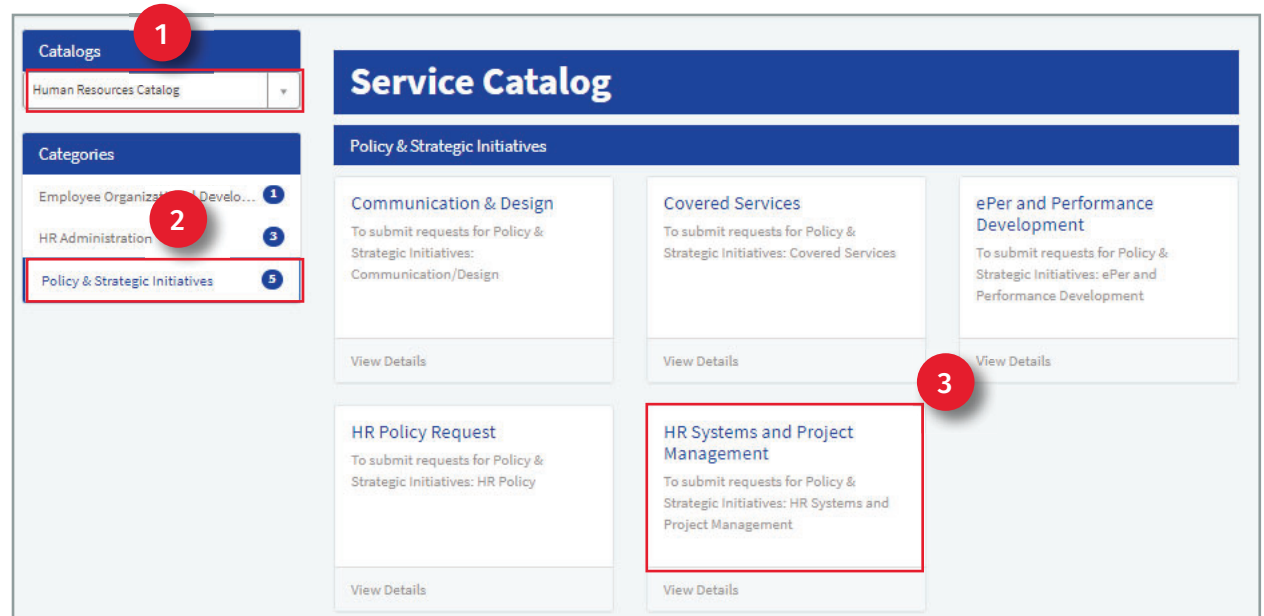 1
Catalogs
Human Resources Catalog
Categories
Employee Organizational Develo... 1
2
HR Administration 3
Policy & Strategic Initiatives 5
Service Catalog
Policy & Strategic Initiatives
Communication & Design
To submit requests for Policy &
Strategic Initiatives:
Communication/Design
View Details
Covered Services
To submit requests for Policy &
Strategic Initiatives: Covered Services
View Details
ePer and Performance
Development
To submit requests for Policy &
Strategic Initiatives: ePer and
Performance Development
View Details
3
HR Policy Request
To submit requests for Policy &
Strategic Initiatives: HR Policy
View Details
HR Systems and Project
Management
To submit requests for Policy &
Strategic Initiatives: HR Systems and
Project Management
View Details